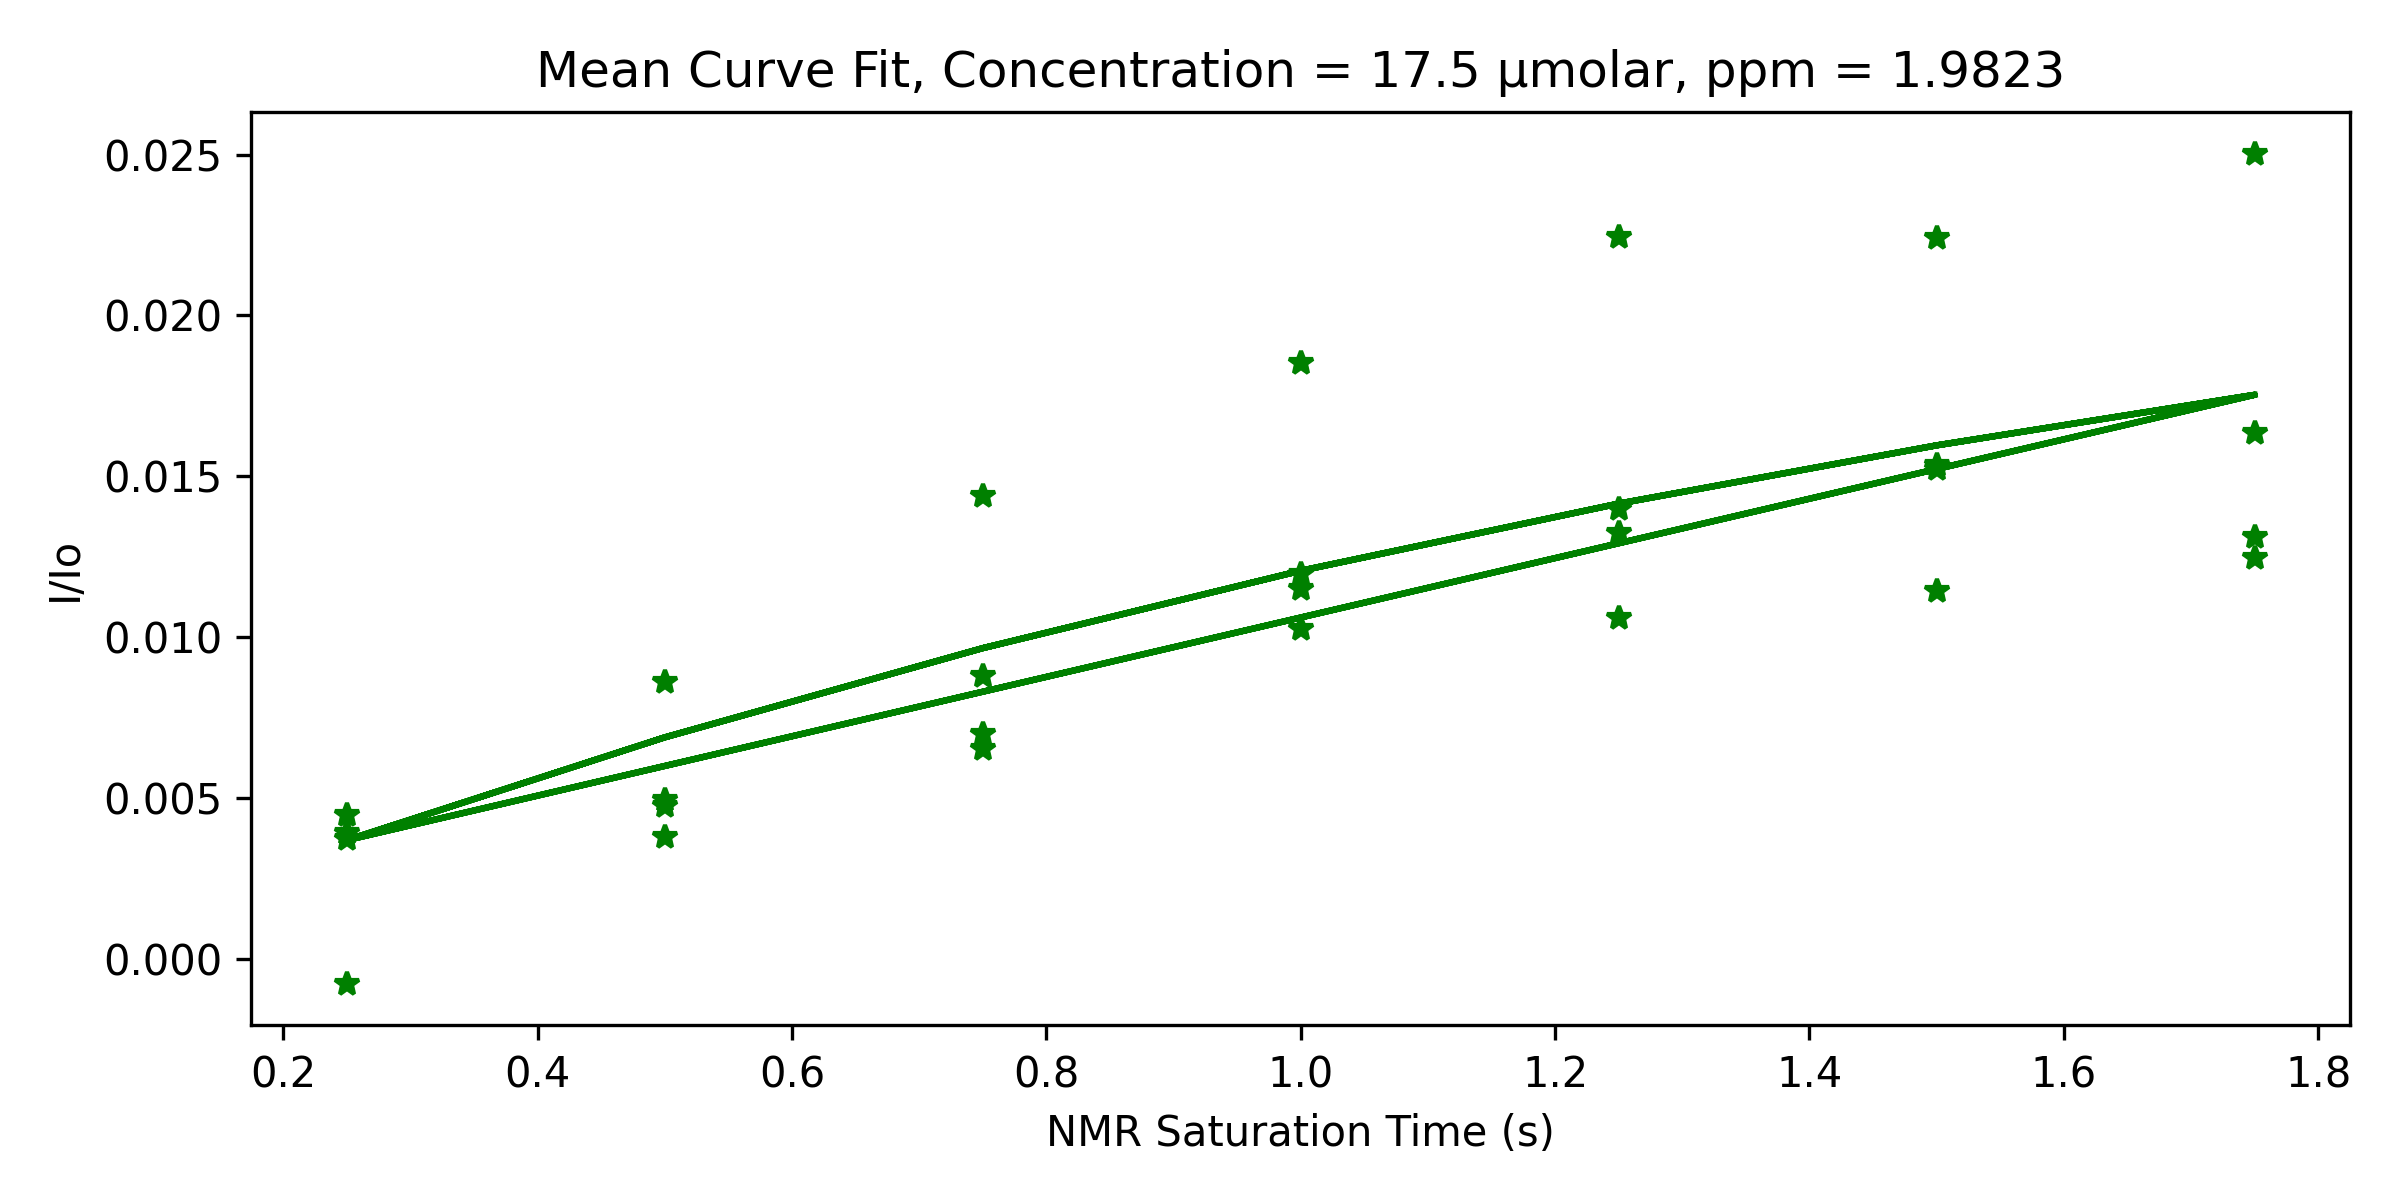 Mean Curve Fit, Concentration = 17.5 μmolar, ppm = 1.9823
0.025
0.020
0.015
0.010
0.005
0.000
I/Io
0.2 0.4 0.6 0.8 1.0 1.2 1.4 1.6 1.8
NMR Saturation Time (s)